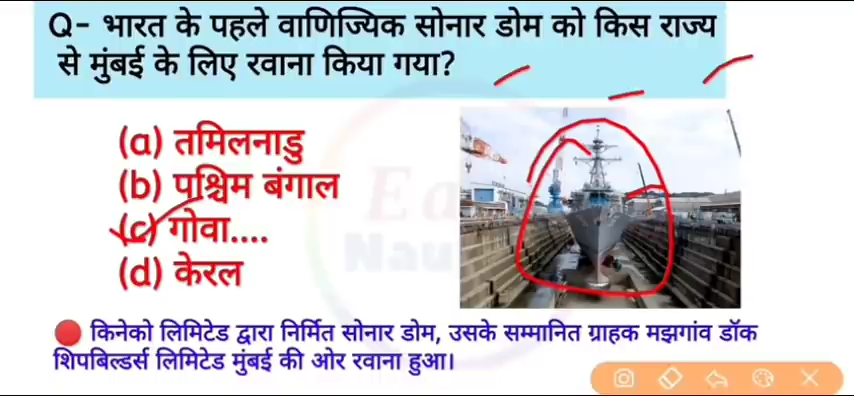 Q- भारत के पहले वाणिज्यिक सोनार डोम को किस राज्य
से मुंबई के लिए रवाना किया गया?
(a) तमिलनाडु
(b) पश्चिम बंगाल
(c) गोवा....
(d) केरल
किनेको लिमिटेड द्वारा निर्मित सोनार डोम, उसके सम्मानित ग्राहक मझगांव डॉक
शिपबिल्डर्स लिमिटेड मुंबई की ओर रवाना हुआ।